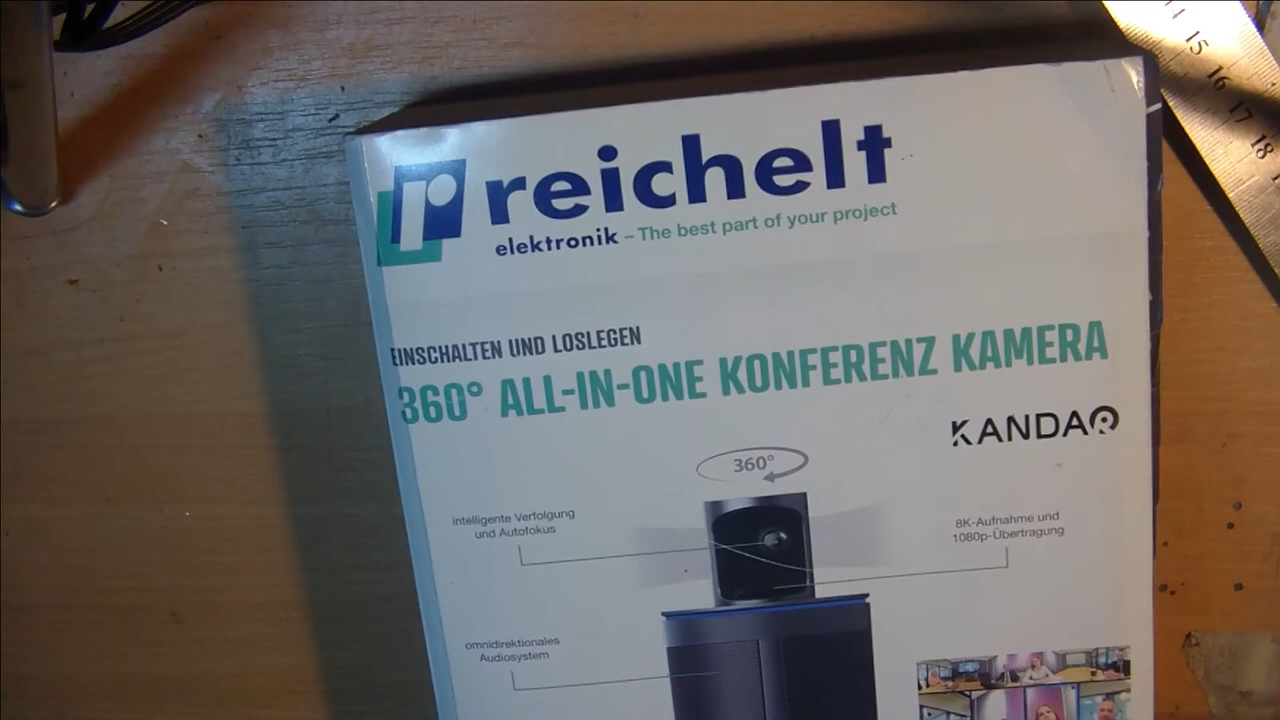 reichelt
elektronik – The best part of your project
EINSCHALTEN UND LOSLEGEN
360° ALL-IN-ONE KONFERENZ KAMERA
KANDAO
360°
intelligente Verfolgung
und Autofokus
8K-Aufnahme und
1080p-Übertragung
omnidirektionales
Audiosystem
15
16
17
18